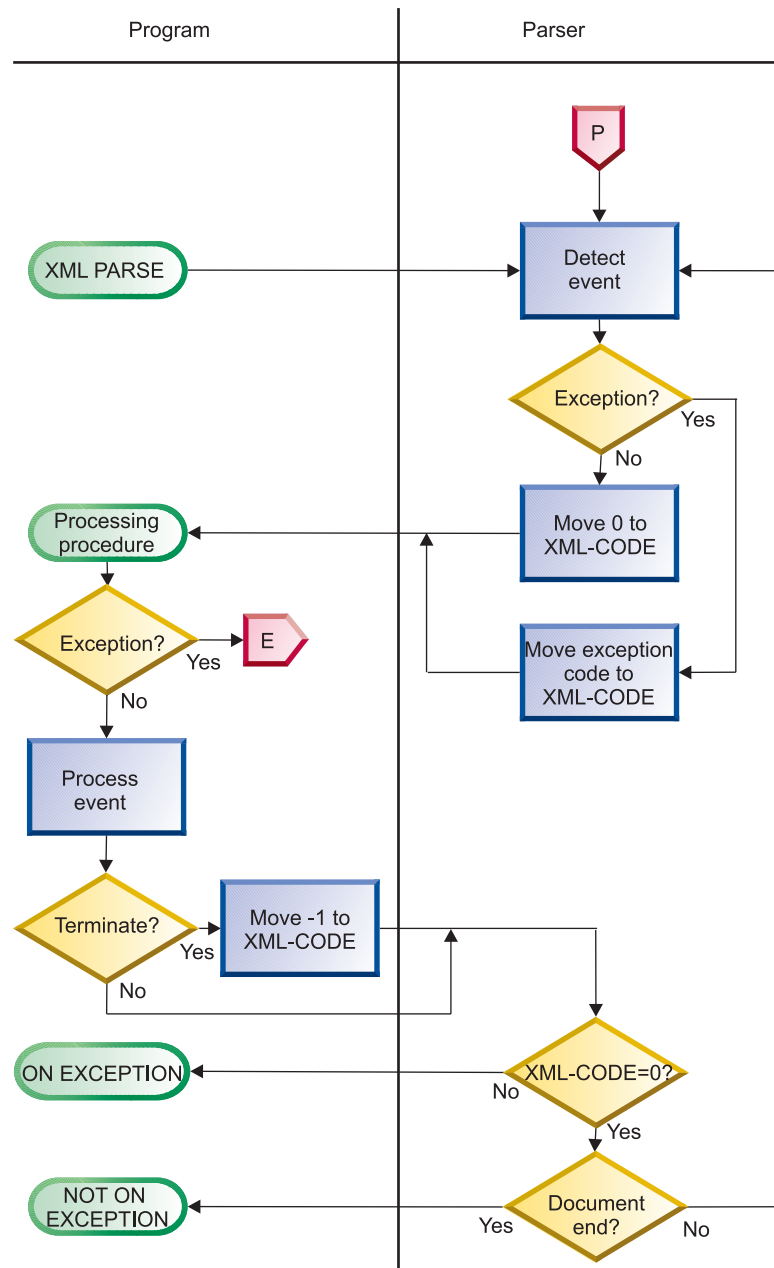 Program
Parser
P
XML PARSE
Detect
event
Exception?
Yes
No
Processing
procedure
Move 0 to
XML-CODE
Exception?
Yes
E
No
Move exception
code to
XML-CODE
Process
event
Terminate?
Yes
Move -1 to
XML-CODE
No
ON EXCEPTION
No
XML-CODE=0?
Yes
NOT ON
EXCEPTION
Yes
Document
end?
No